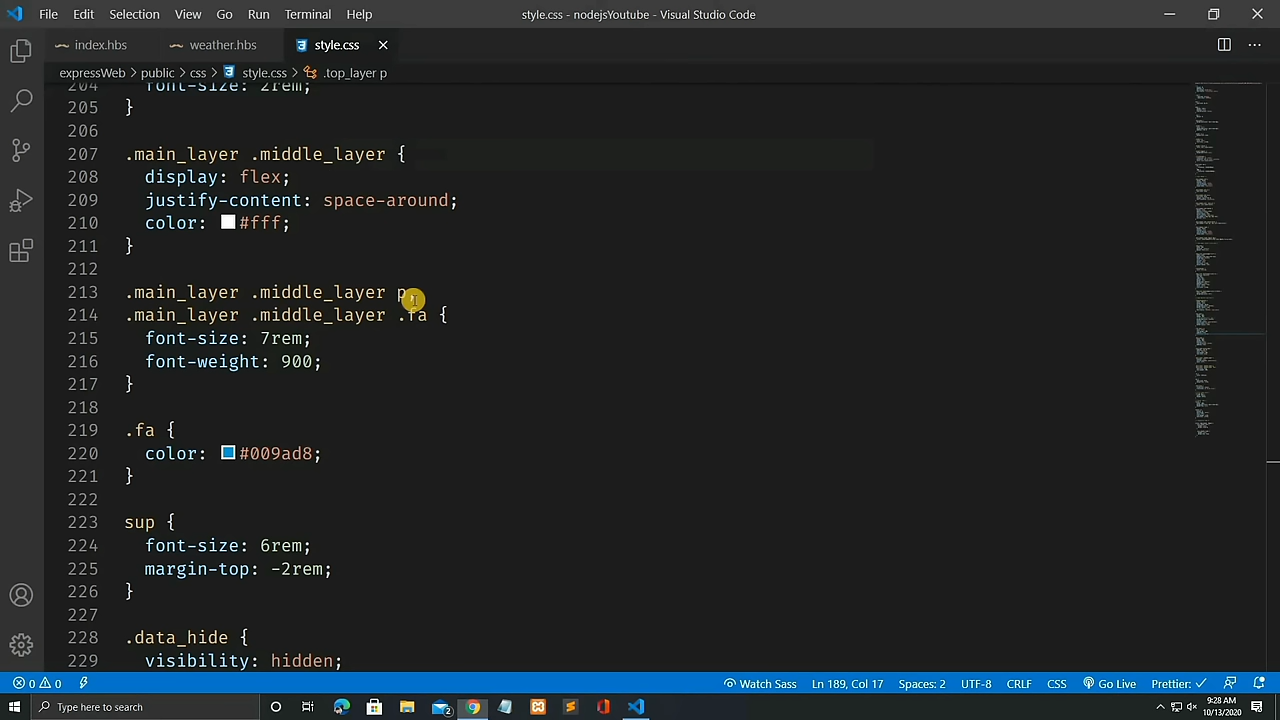 File Edit Selection View Go Run Terminal Help
style.css - nodejsYoutube - Visual Studio Code
index.hbs weather.hbs style.css
expressWeb > public > css > style.css > .top_layer p
204 font-size: 2rem;
205 }
206
207 .main_layer .middle_layer {
208 display: flex;
209 justify-content: space-around;
210 color: #fff;
211 }
212
213 .main_layer .middle_layer p,
214 .main_layer .middle_layer .fa {
215 font-size: 7rem;
216 font-weight: 900;
217 }
218
219 .fa {
220 color: #009ad8;
221 }
222
223 sup {
224 font-size: 6rem;
225 margin-top: -2rem;
226 }
227
228 .data_hide {
229 visibility: hidden;
0 0 Watch Sass Ln 189, Col 17 Spaces: 2 UTF-8 CRLF CSS Go Live Prettier: ✓
Type here to search
2
9:28 AM
10/13/2020